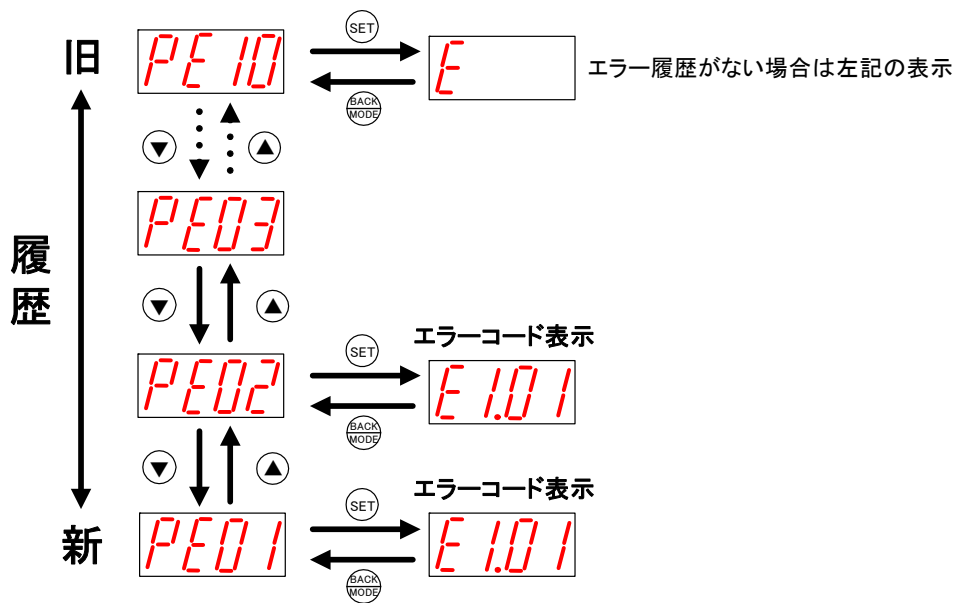 SET
旧
PE10
E
エラー履歴がない場合は左記の表示
BACK
MODE
▼
▲
PE03
履
歴
▼
▲
エラーコード表示
SET
PE02
E1.01
BACK
MODE
▼
▲
エラーコード表示
SET
新
PE01
E1.01
BACK
MODE